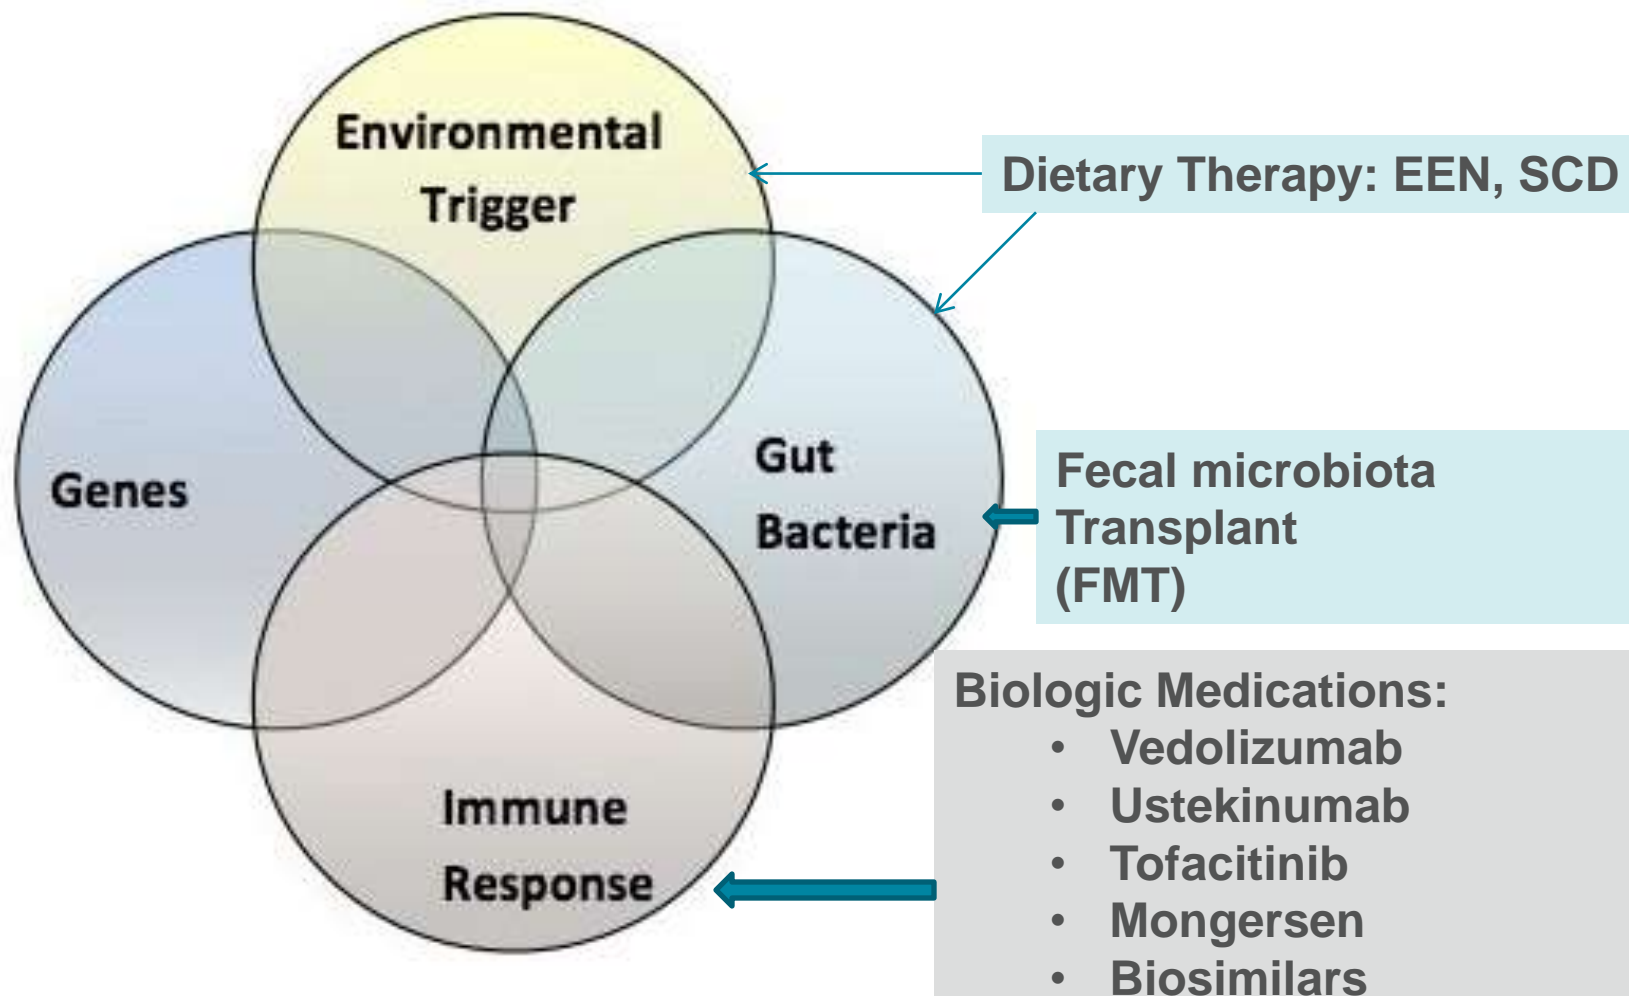 Environmental
Trigger
Dietary Therapy: EEN, SCD
Genes
Gut
Bacteria
Fecal microbiota
Transplant
(FMT)
Immune
Response
Biologic Medications:
• Vedolizumab
• Ustekinumab
• Tofacitinib
• Mongersen
• Biosimilars